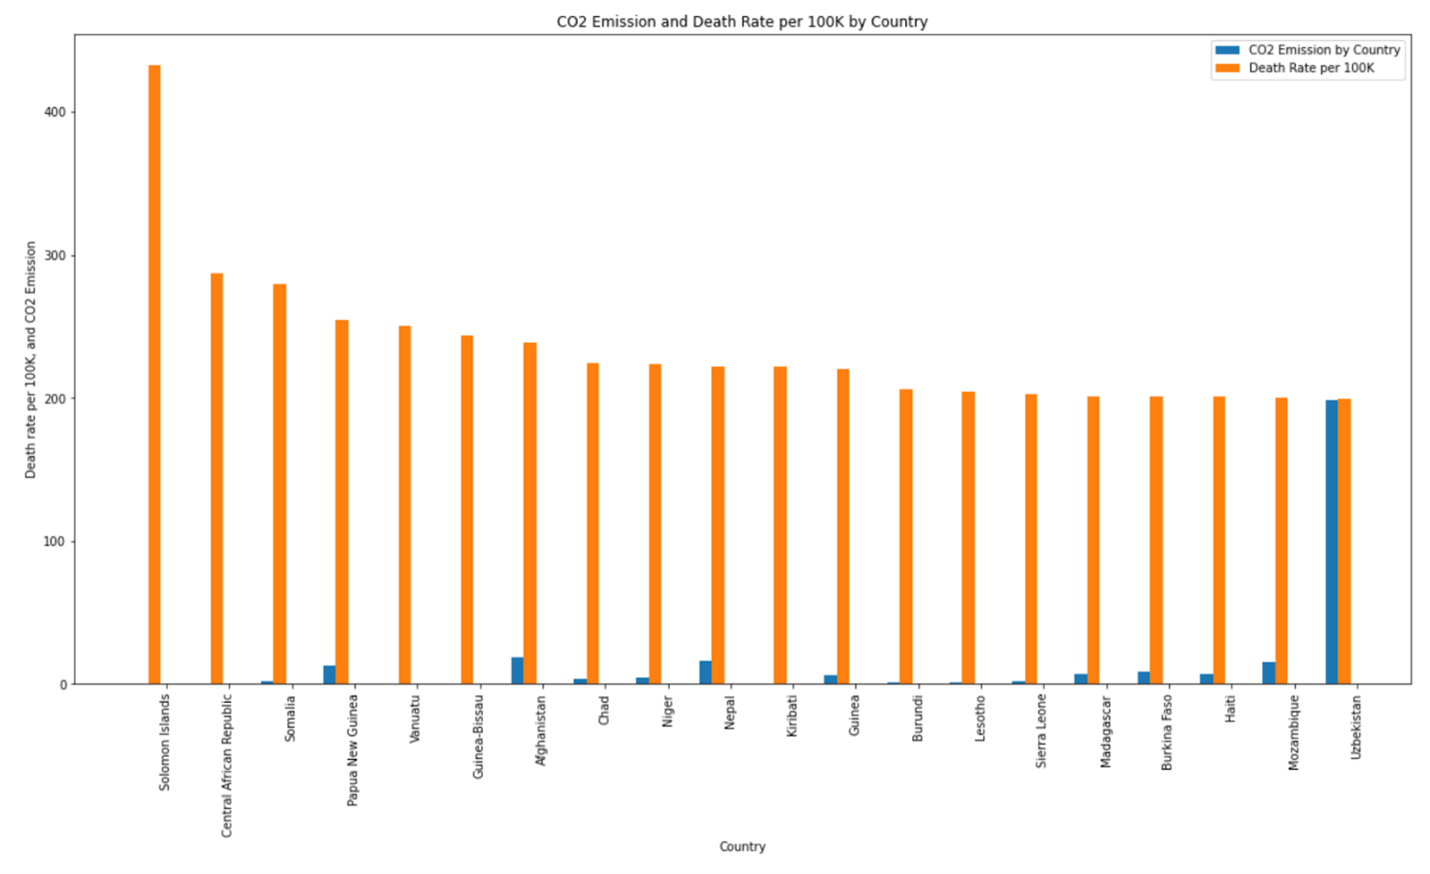 CO2 Emission and Death Rate per 100K by Country
CO2 Emission by Country
Death Rate per 100K
Death rate per 100K, and CO2 Emission
400
300
200
100
0
Solomon Islands
Central African Republic
Somalia
Papua New Guinea
Vanuatu
Guinea-Bissau
Afghanistan
Chad
Niger
Nepal
Kiribati
Guinea
Burundi
Lesotho
Sierra Leone
Madagascar
Burkina Faso
Haiti
Mozambique
Uzbekistan
Country